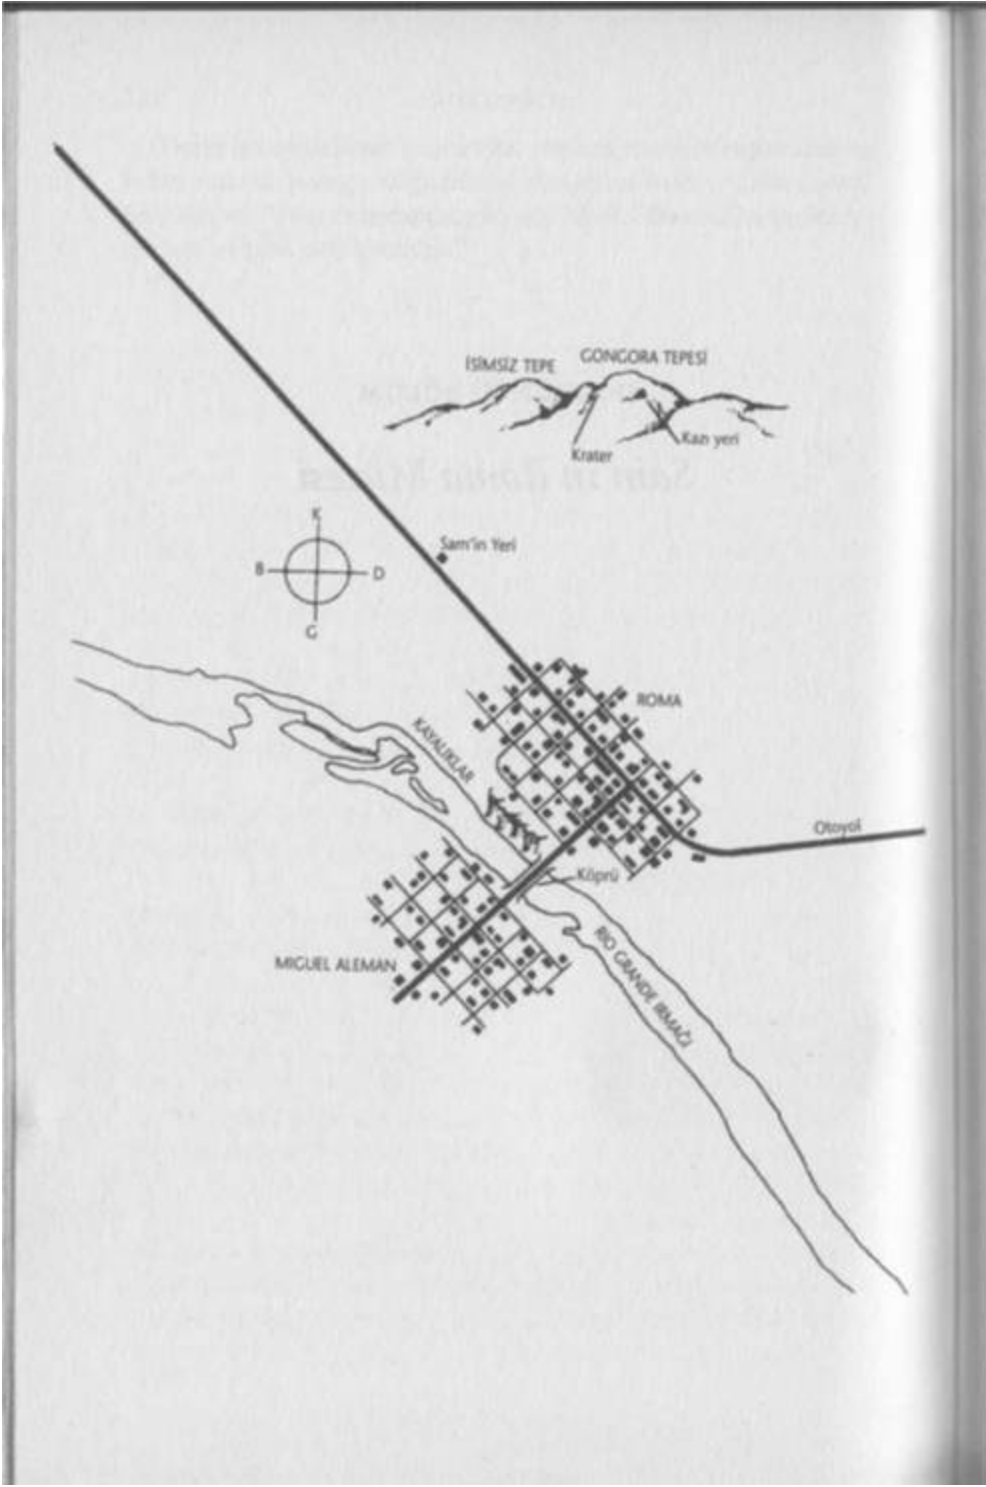 İSİMSİZ TEPE
GONGORA TEPESİ
Krater
Kazı yeri
K
B
D
G
Sam'in Yeri
ROMA
KAYALIKLAR
Otoyol
Köprü
MIGUEL ALEMAN
RIO GRANDE IRMAĞI